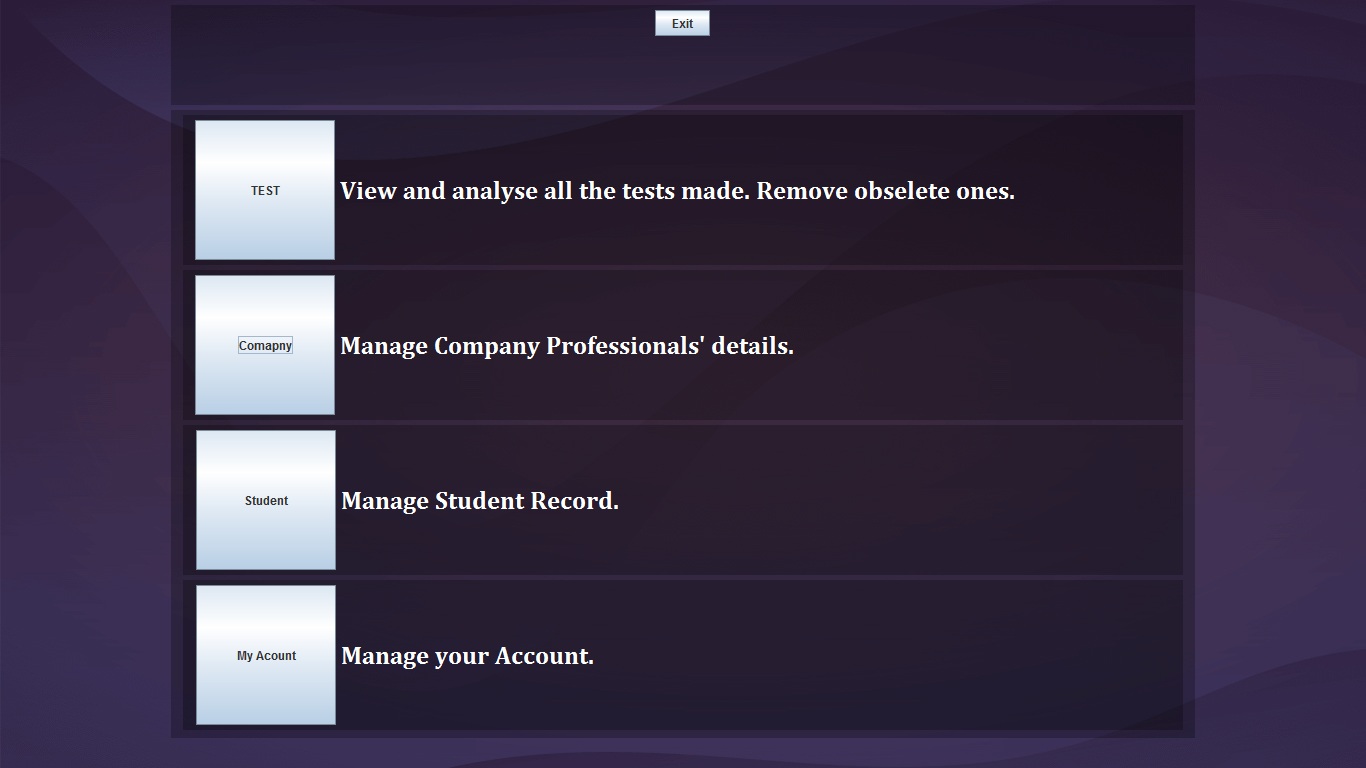 Exit
TEST
View and analyse all the tests made. Remove obselete ones.
Comapny
Manage Company Professionals' details.
Student
Manage Student Record.
My Acount
Manage your Account.